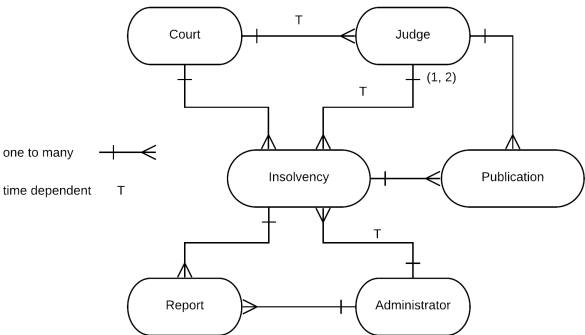 T
Court
Judge
(1, 2)
T
one to many
Insolvency
Publication
time dependent T
T
Report
Administrator